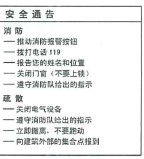 安全通告
消防
— 推动消防报警按钮
— 拨打电话 119
— 报告您的姓名和位置
— 关闭门窗（不要上锁）
— 遵守消防队给出的指示
疏散
— 关闭电气设备
— 遵守消防队给出的指示
— 立即撤离，不要跑动
— 向建筑外部的集合点报到